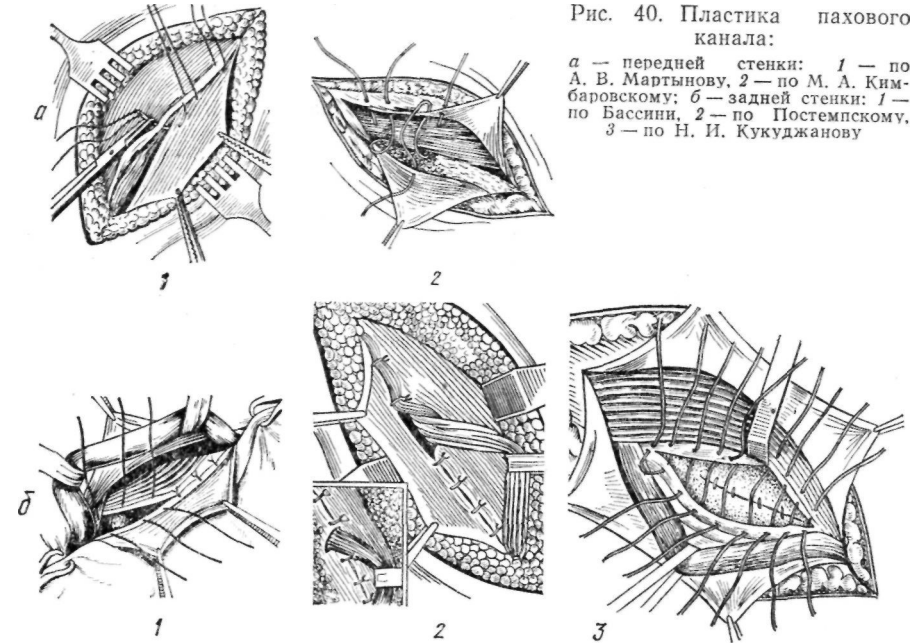 Рис. 40. Пластика пахового
канала:
а — передней стенки: 1 — по
А. В. Мартынову, 2 — по М. А. Ким-
баровскому; б — задней стенки: 1 —
по Бассини, 2 — по Постемпскому,
3 — по Н. И. Кукуджанову
а
1
2
б
1
2
3